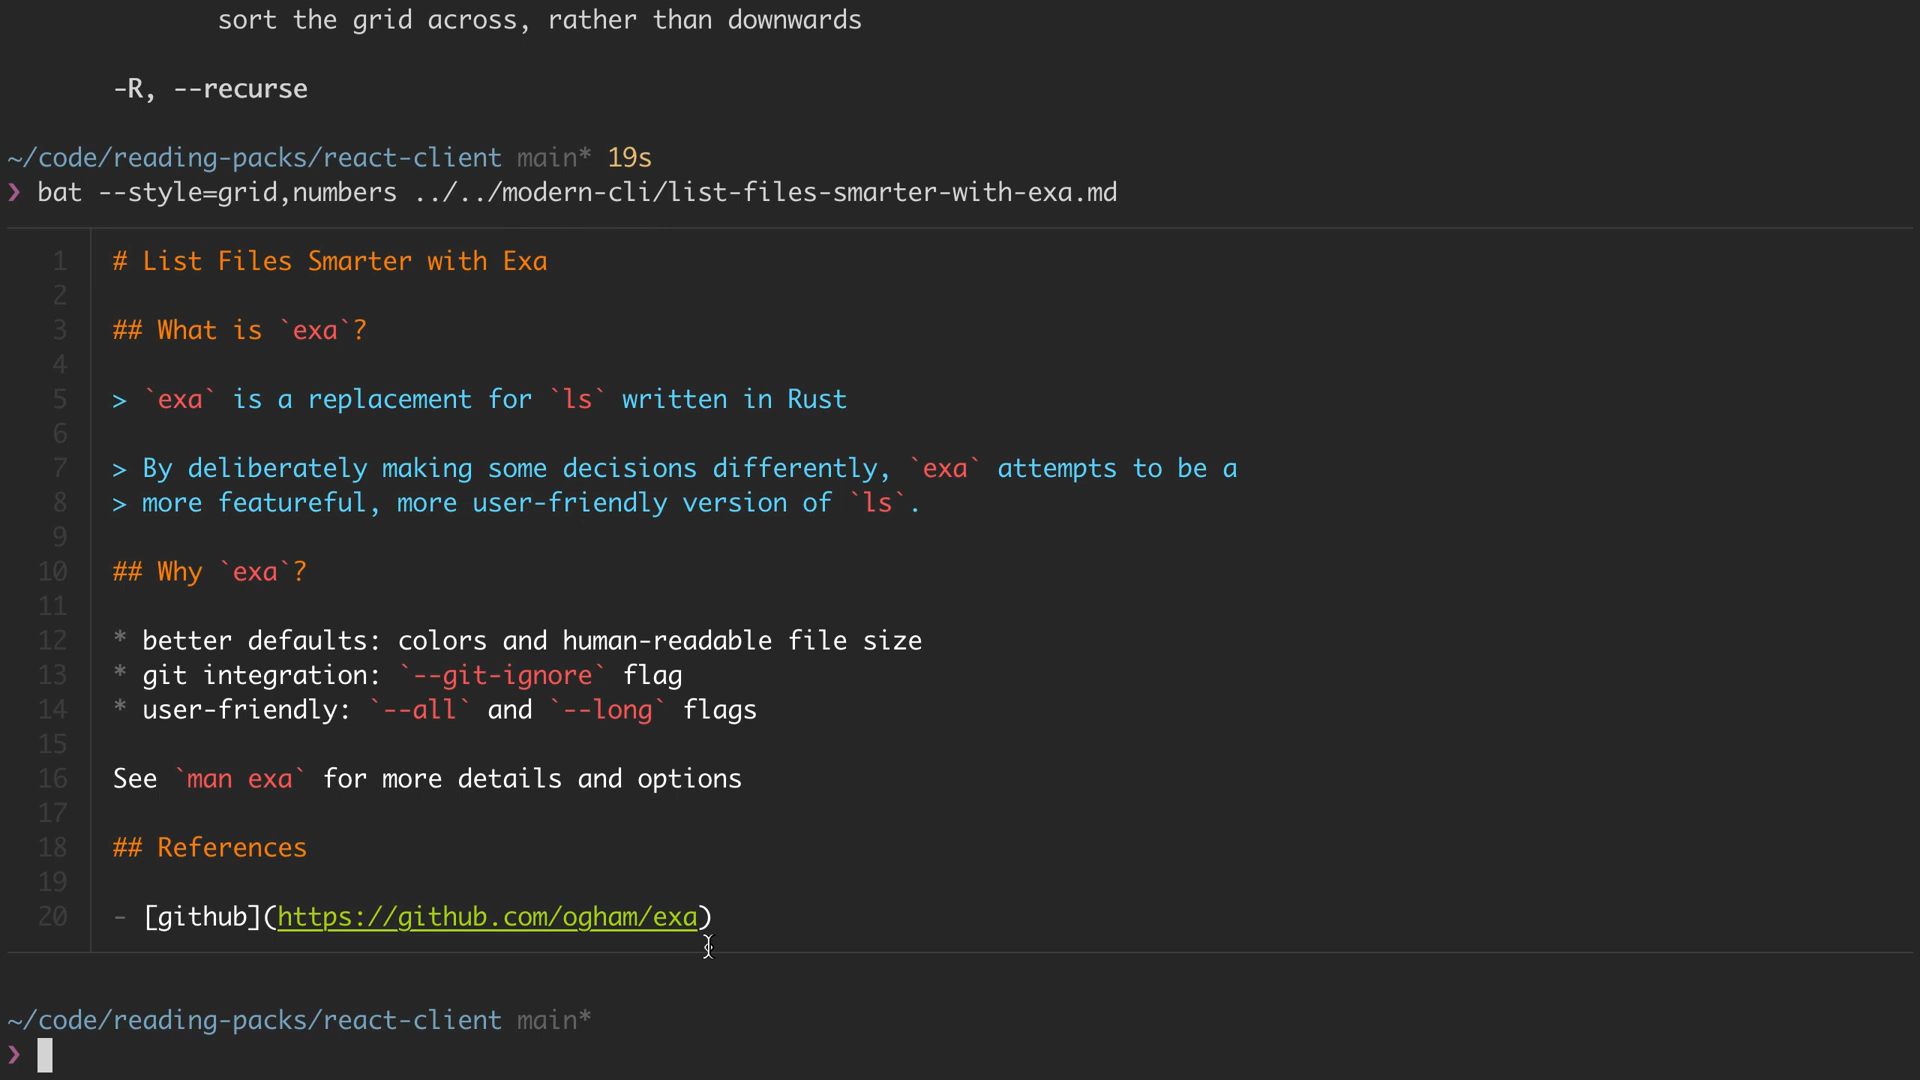 sort the grid across, rather than downwards
-R, --recurse
~/code/reading-packs/react-client main* 19s
❯ bat --style=grid,numbers ../../modern-cli/list-files-smarter-with-exa.md
1 # List Files Smarter with Exa
2
3 ## What is `exa`?
4
5 > `exa` is a replacement for `ls` written in Rust
6
7 > By deliberately making some decisions differently, `exa` attempts to be a
8 > more featureful, more user-friendly version of `ls`.
9
10 ## Why `exa`?
11
12 * better defaults: colors and human-readable file size
13 * git integration: `--git-ignore` flag
14 * user-friendly: `--all` and `--long` flags
15
16 See `man exa` for more details and options
17
18 ## References
19
20 - [github](https://github.com/ogham/exa)
~/code/reading-packs/react-client main*
❯